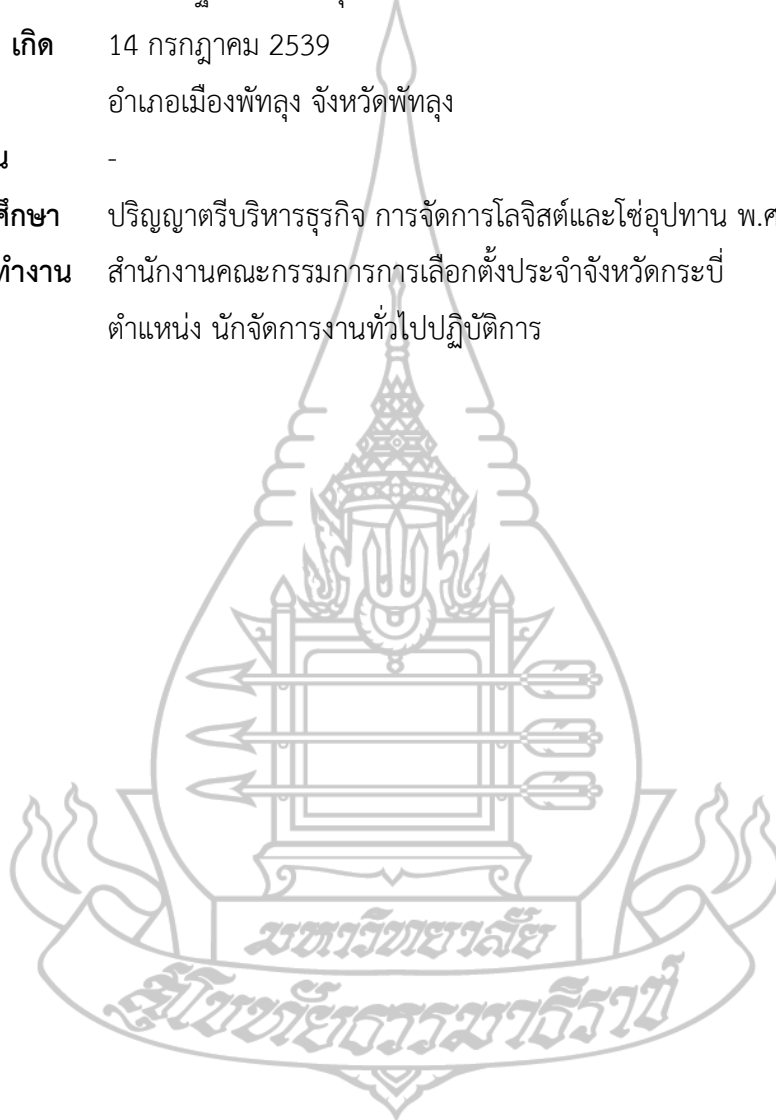 เกิด 14 กรกฎาคม 2539
อำเภอเมืองพัทลุง จังหวัดพัทลุง
-
ศึกษา ปริญญาตรีบริหารธุรกิจ การจัดการโลจิสต์และโซ่อุปทาน พ.ศ
ทำงาน สำนักงานคณะกรรมการการเลือกตั้งประจำจังหวัดกระบี่
ตำแหน่ง นักจัดการงานทั่วไปปฏิบัติการ
มหาวิทยาลัย
สุโขทัยธรรมาธิราช